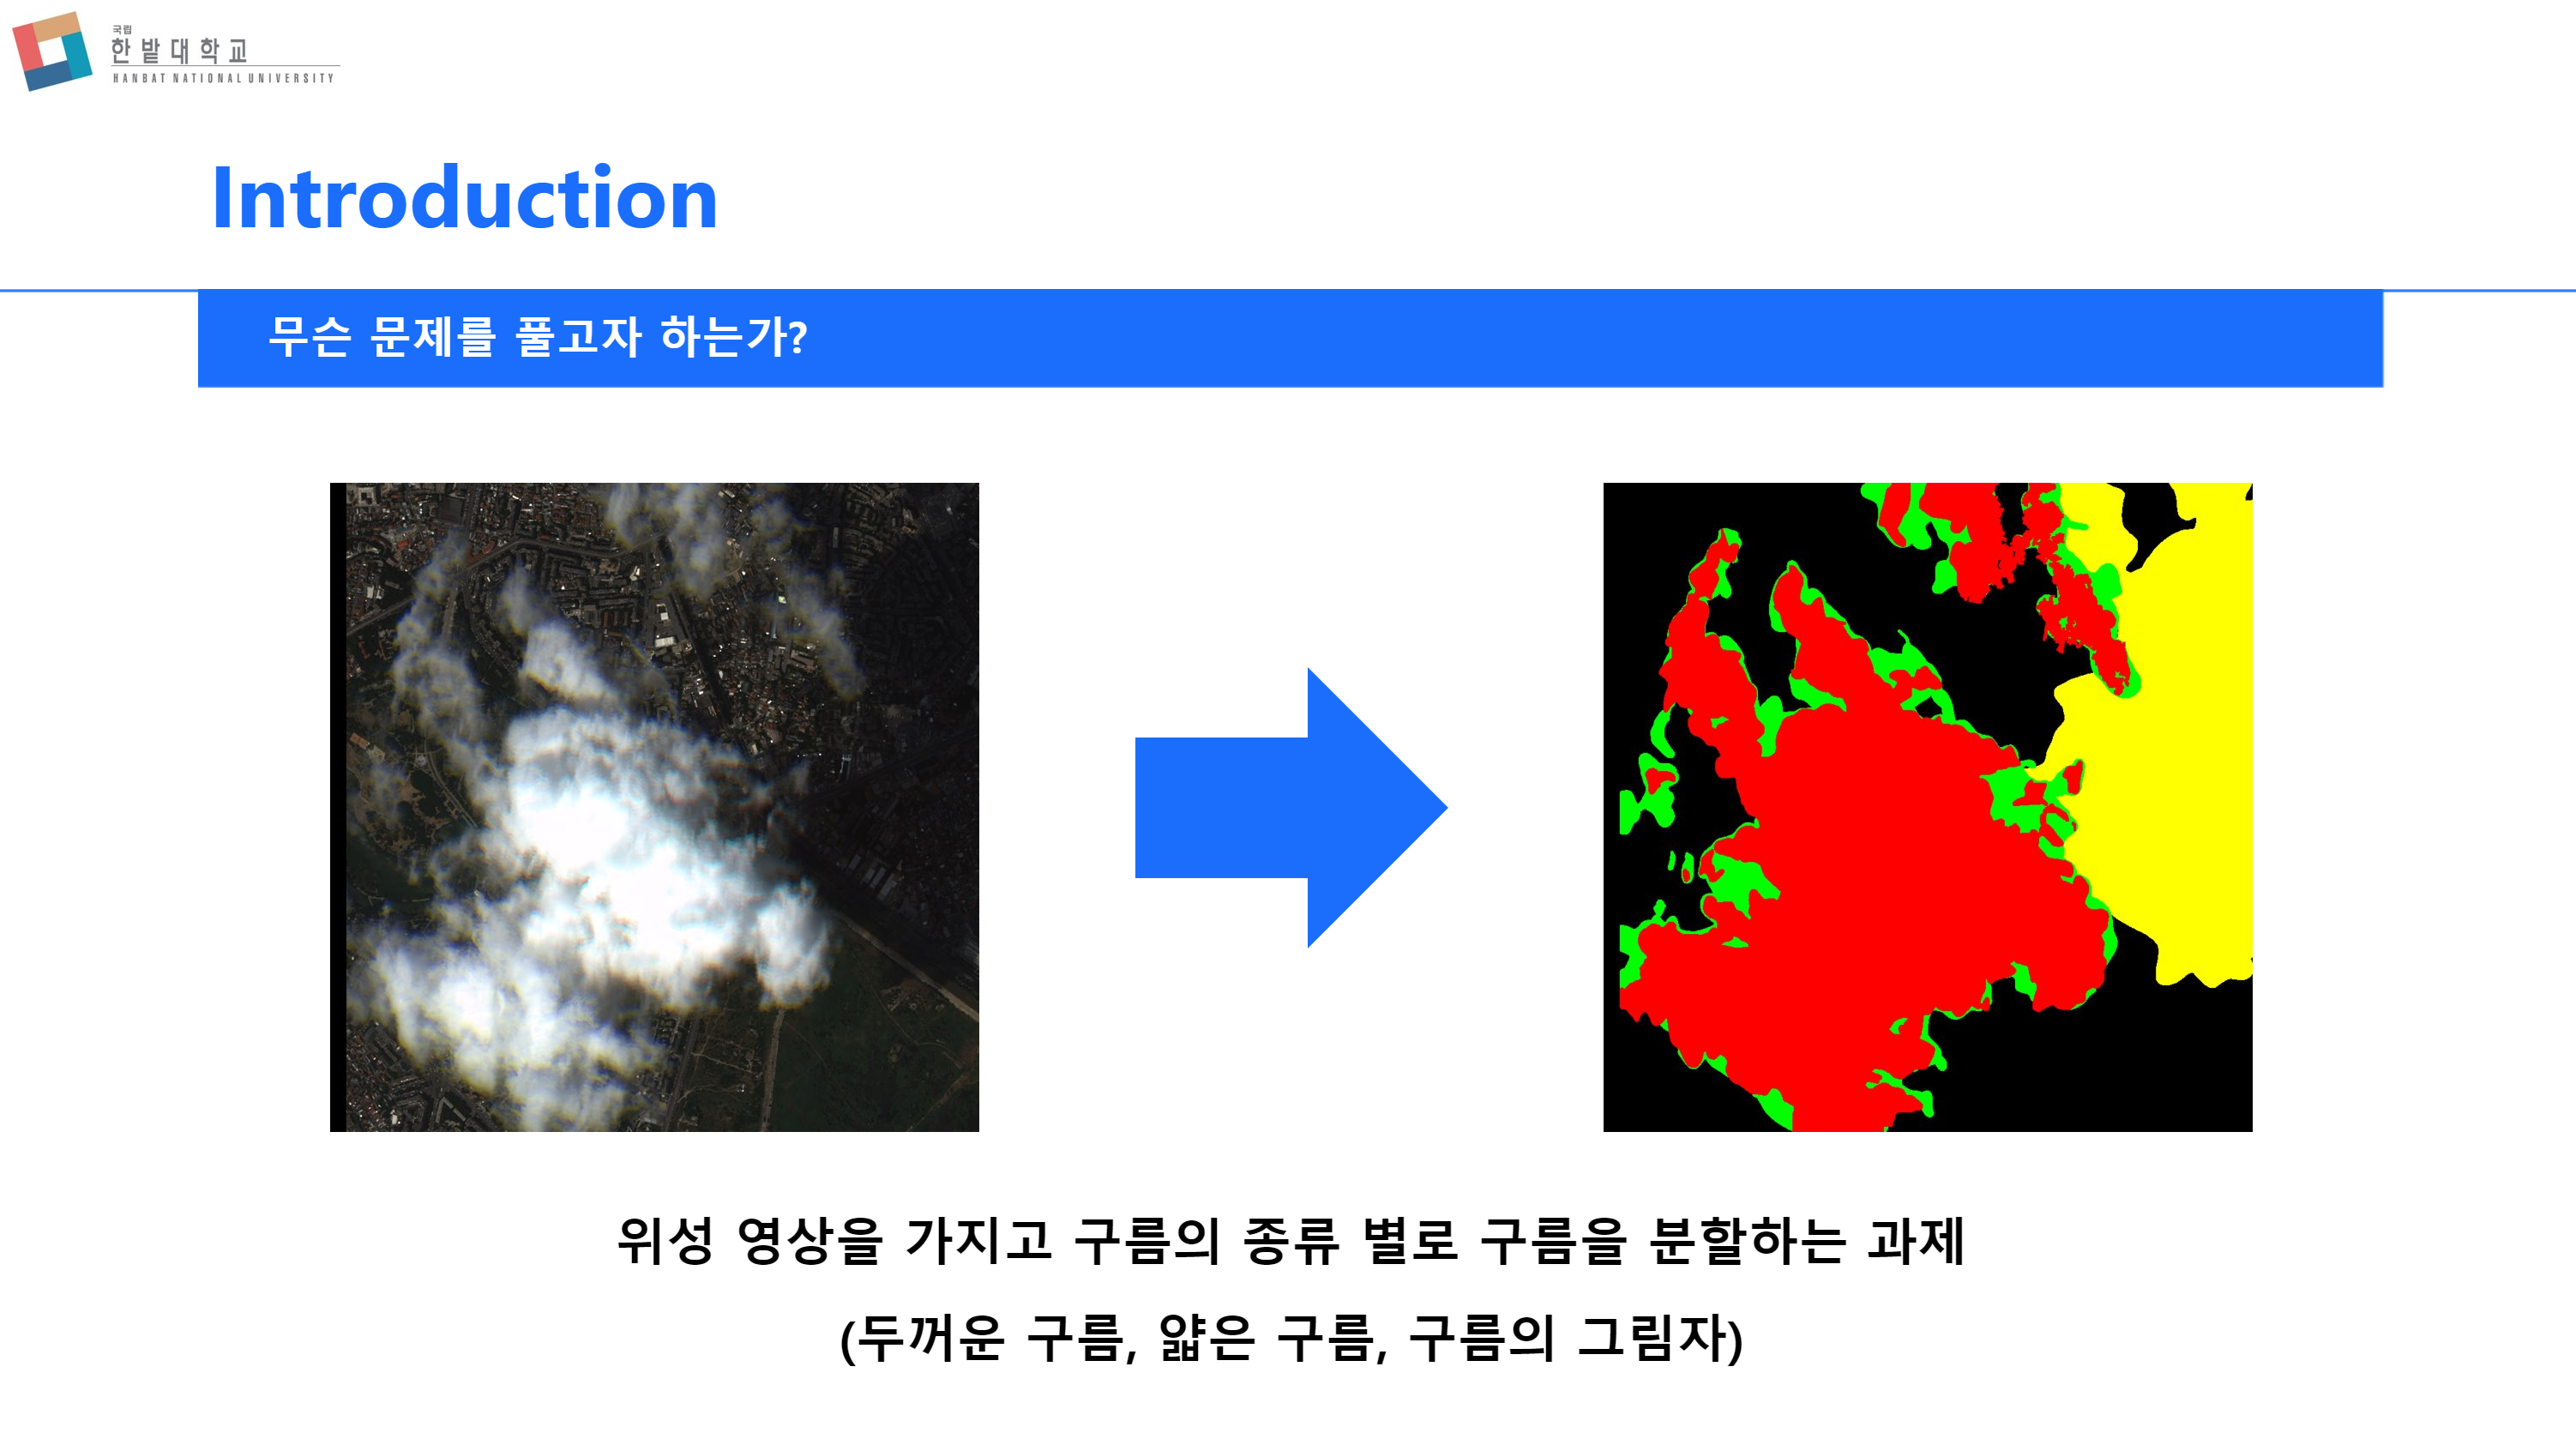 국립
한밭대학교
HANBAT NATIONAL UNIVERSITY
Introduction
무슨 문제를 풀고자 하는가?
위성 영상을 가지고 구름의 종류 별로 구름을 분할하는 과제
(두꺼운 구름, 얇은 구름, 구름의 그림자)